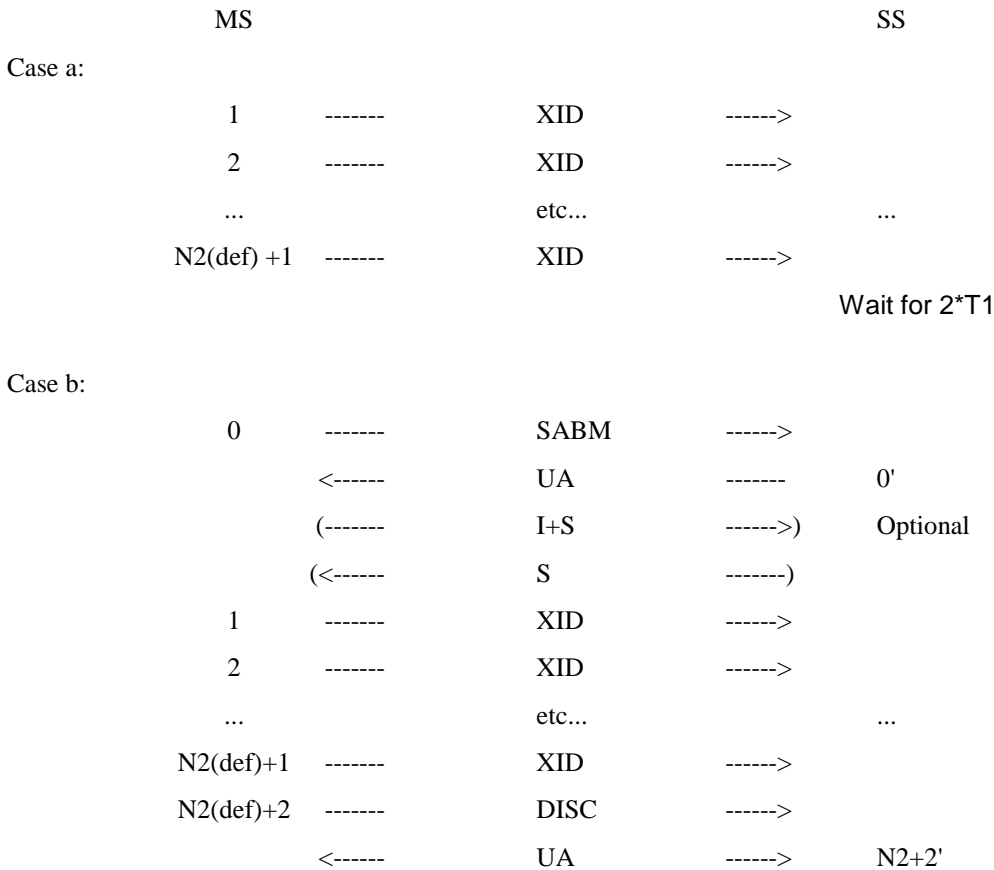 MS SS
Case a:
1 ------- XID ------>
2 ------- XID ------>
... etc... ...
N2(def) +1 ------- XID ------>
Wait for 2*T1
Case b:
0 ------- SABM ------>
<------ UA ------- 0'
(------- I+S ------>) Optional
(<------ S -------)
1 ------- XID ------>
2 ------- XID ------>
... etc... ...
N2(def)+1 ------- XID ------>
N2(def)+2 ------- DISC ------>
<------ UA ------> N2+2'